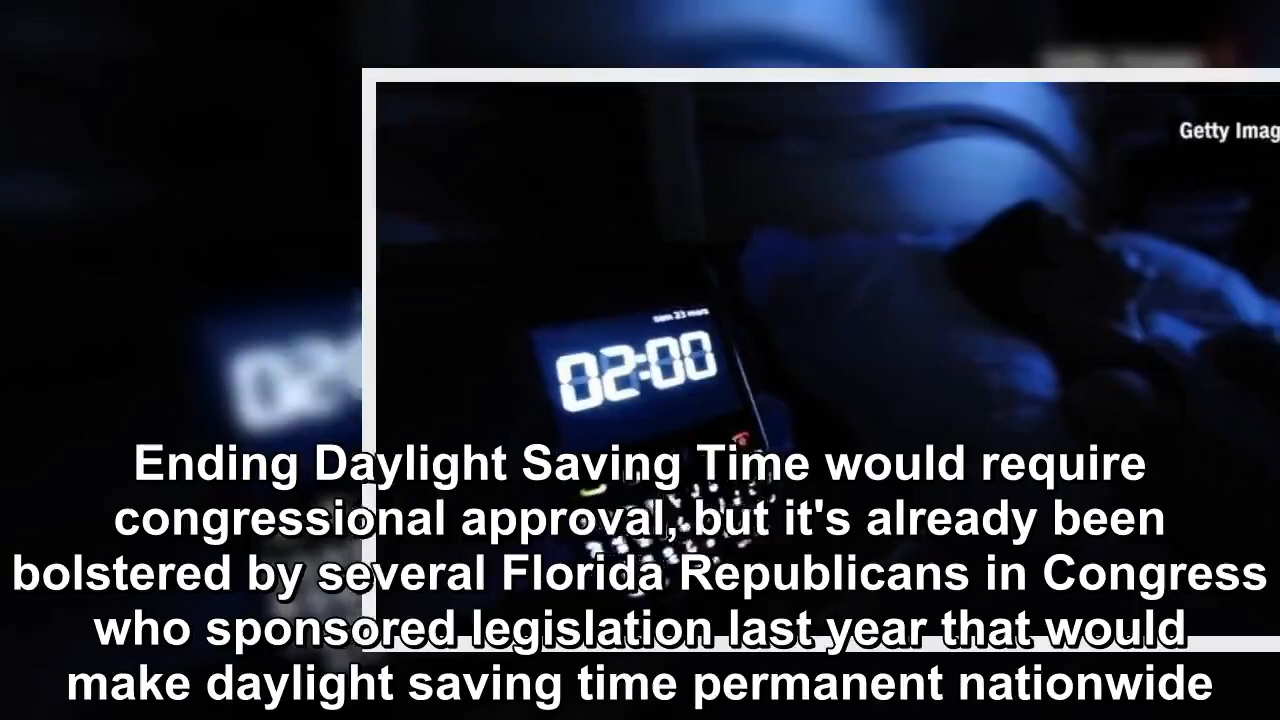 Getty Imag
02:00
Ending Daylight Saving Time would require
congressional approval, but it's already been
bolstered by several Florida Republicans in Congress
who sponsored legislation last year that would
make daylight saving time permanent nationwide